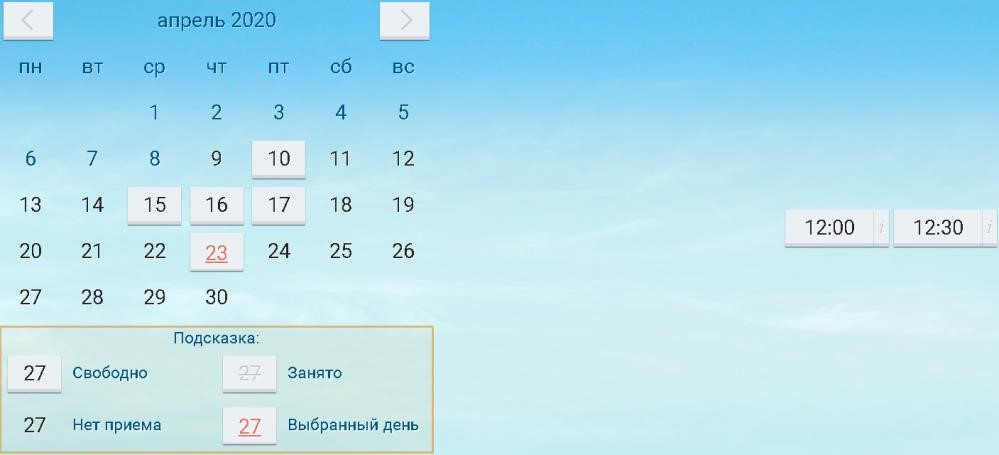 апрель 2020
пн вт ср чт пт сб вс
1 2 3 4 5
6 7 8 9 10 11 12
13 14 15 16 17 18 19
12:00 i 12:30 i
20 21 22 23 24 25 26
27 28 29 30
Подсказка:
27 Свободно 27 Занято
27 Нет приема 27 Выбранный день